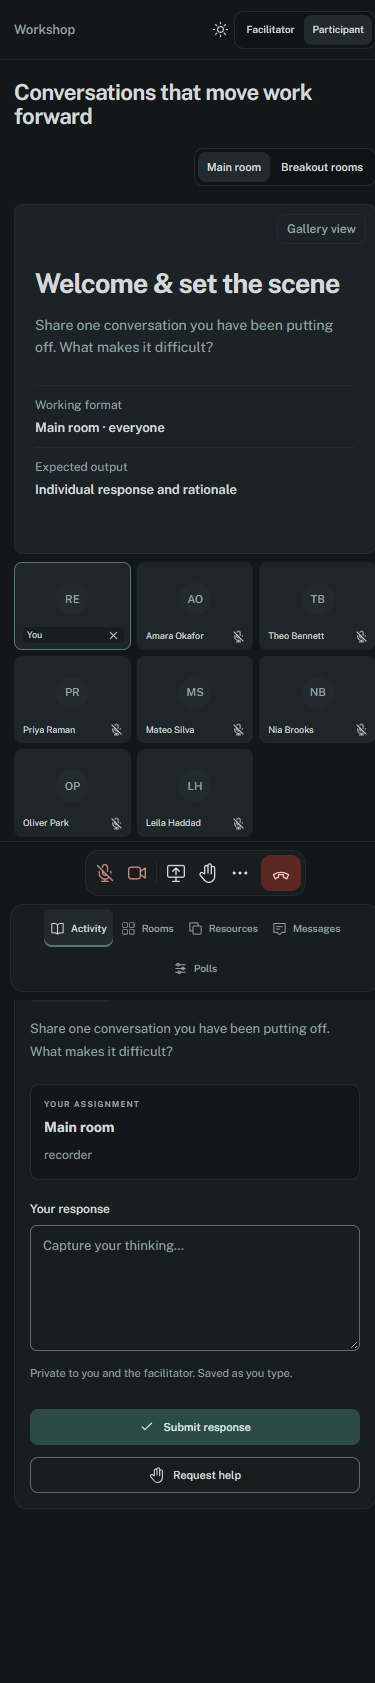 Workshop
Facilitator
Participant
Conversations that move work
forward
Main room
Breakout rooms
Gallery view
Welcome & set the scene
Share one conversation you have been putting
off. What makes it difficult?
Working format
Main room · everyone
Expected output
Individual response and rationale
RE
AO
TB
You
Amara Okafor
Theo Bennett
PR
MS
NB
Priya Raman
Mateo Silva
Nia Brooks
OP
LH
Oliver Park
Leila Haddad
Activity
Rooms
Resources
Messages
Polls
Share one conversation you have been putting off.
What makes it difficult?
YOUR ASSIGNMENT
Main room
recorder
Your response
Capture your thinking...
Private to you and the facilitator. Saved as you type.
Submit response
Request help